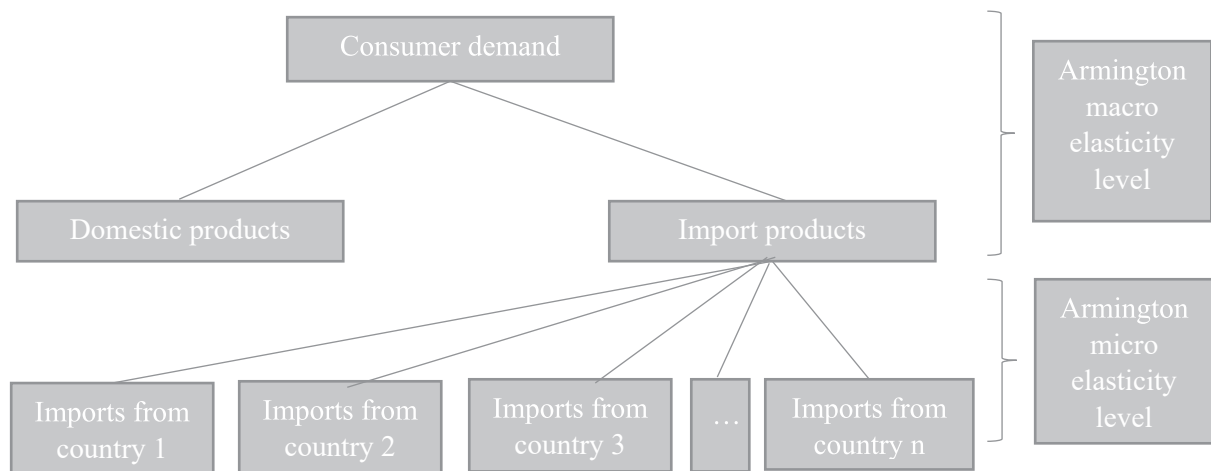 Consumer demand
Armington
macro
elasticity
level
Domestic products
Import products
Armington
micro
elasticity
level
Imports from
country 1
Imports from
country 2
Imports from
country 3
…
Imports from
country n